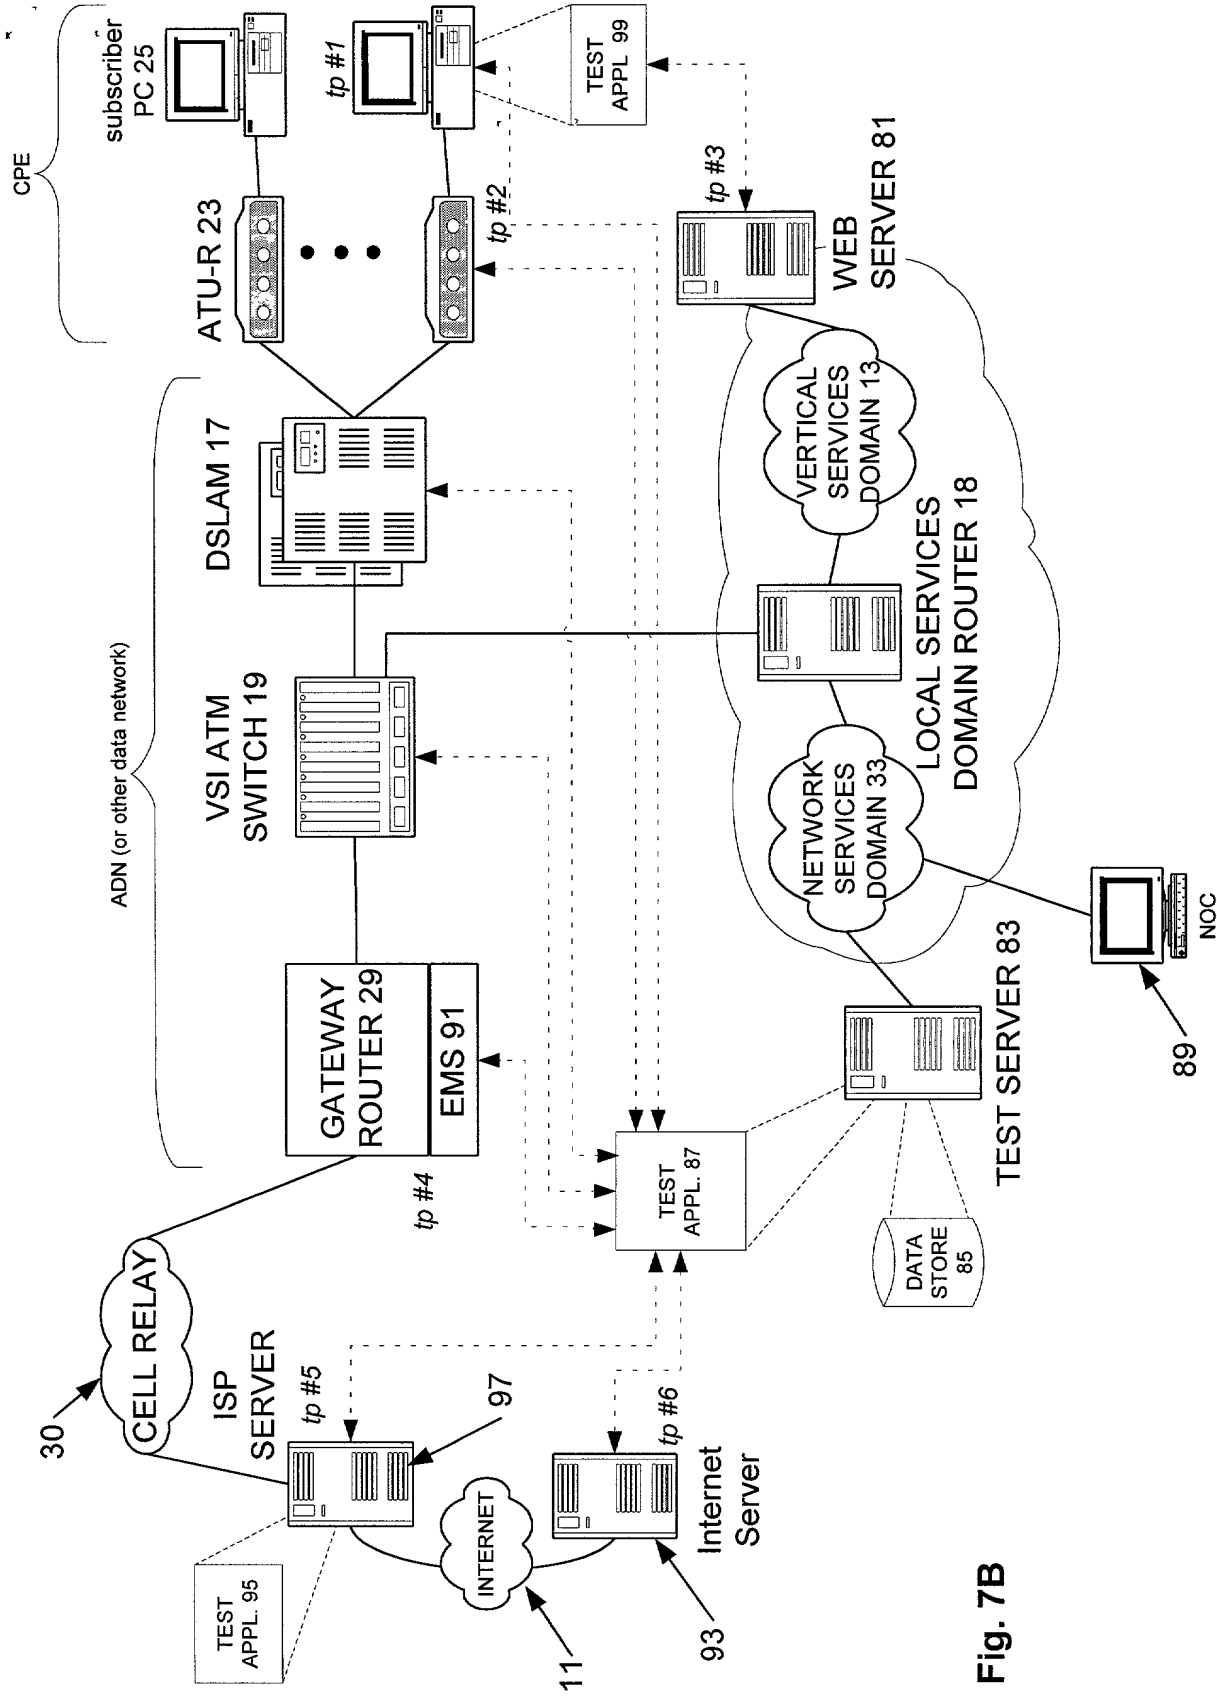 CPE
subscriber
PC 25
tp #1
TEST
APPL 99
ATU-R 23
tp #2
tp #3
WEB
SERVER 81
ADN (or other data network)
DSLAM 17
VERTICAL
SERVICES
DOMAIN 13
VSI ATM
SWITCH 19
LOCAL SERVICES
DOMAIN ROUTER 18
NETWORK
SERVICES
DOMAIN 33
GATEWAY
ROUTER 29
EMS 91
tp #4
NOC
89
TEST SERVER 83
TEST
APPL. 87
DATA
STORE
85
30
CELL RELAY
ISP
SERVER
tp #5
97
tp #6
Internet
Server
INTERNET
TEST
APPL. 95
11
93
Fig. 7B